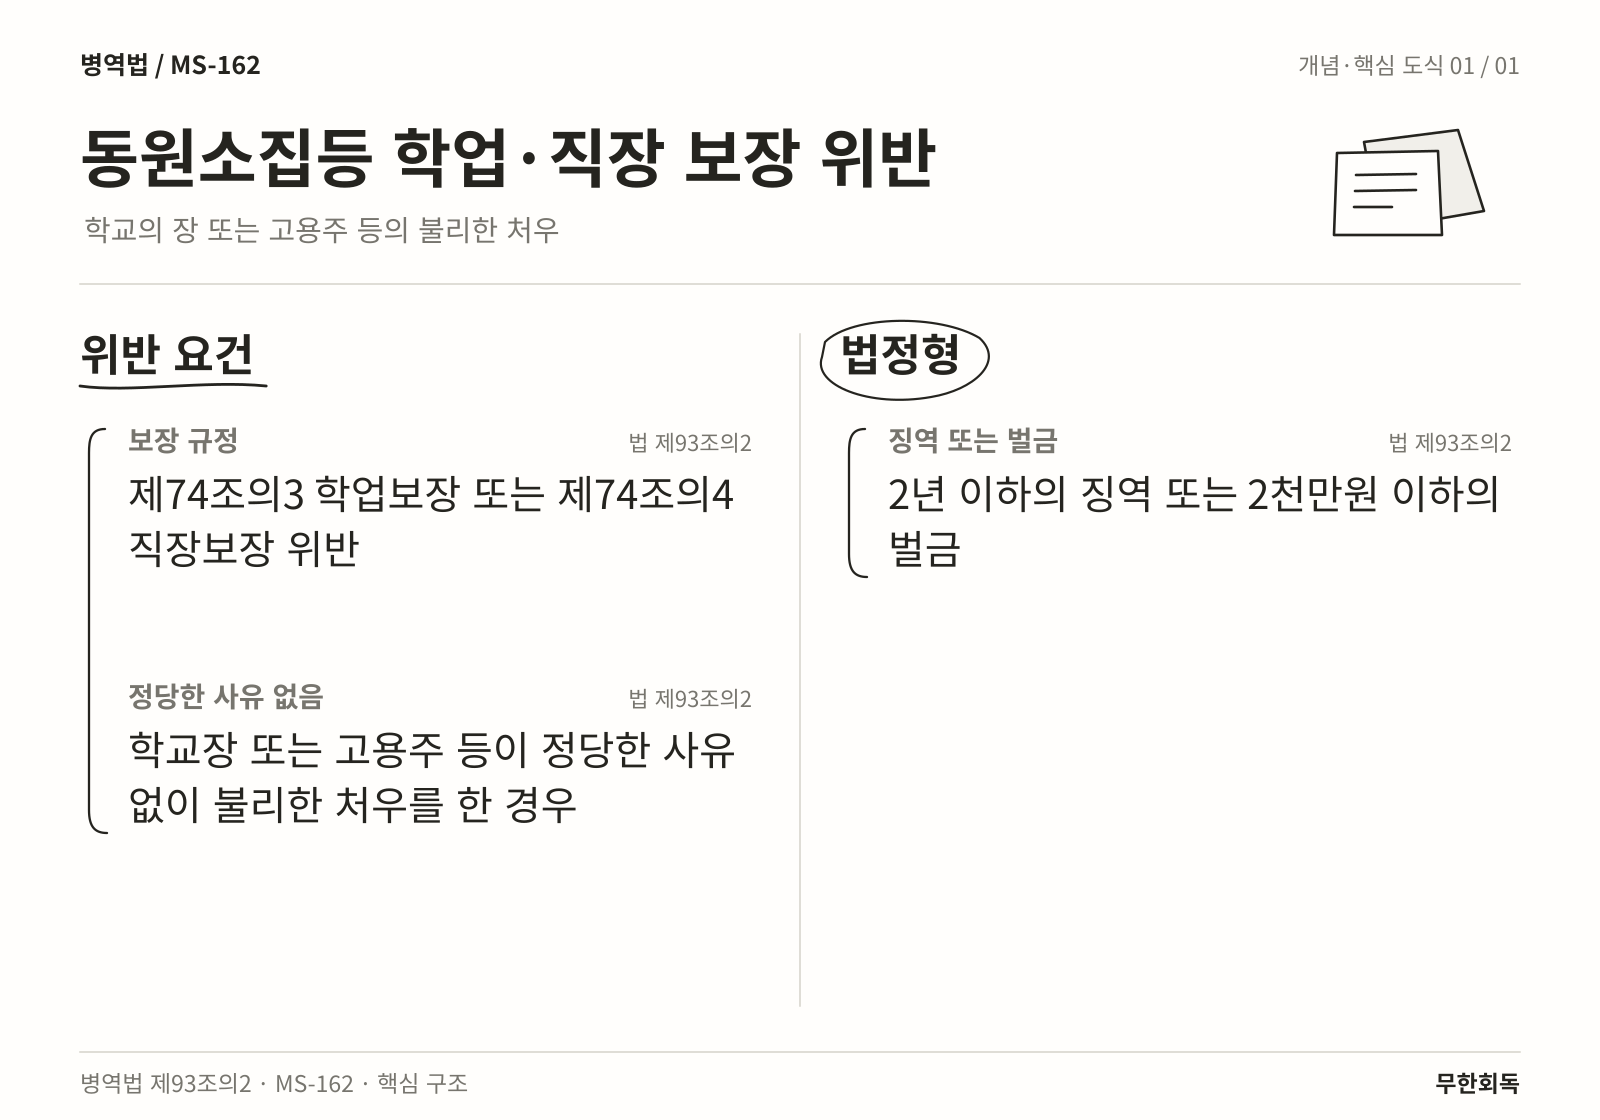 병역법 / MS-162
개념·핵심 도식 01 / 01
동원소집등 학업·직장 보장 위반
학교의 장 또는 고용주 등의 불리한 처우
위반 요건
보장 규정
법 제93조의2
제74조의3 학업보장 또는 제74조의4
직장보장 위반
정당한 사유 없음
법 제93조의2
학교장 또는 고용주 등이 정당한 사유
없이 불리한 처우를 한 경우
법정형
징역 또는 벌금
법 제93조의2
2년 이하의 징역 또는 2천만원 이하의
벌금
병역법 제93조의2 · MS-162 · 핵심 구조
무한회독